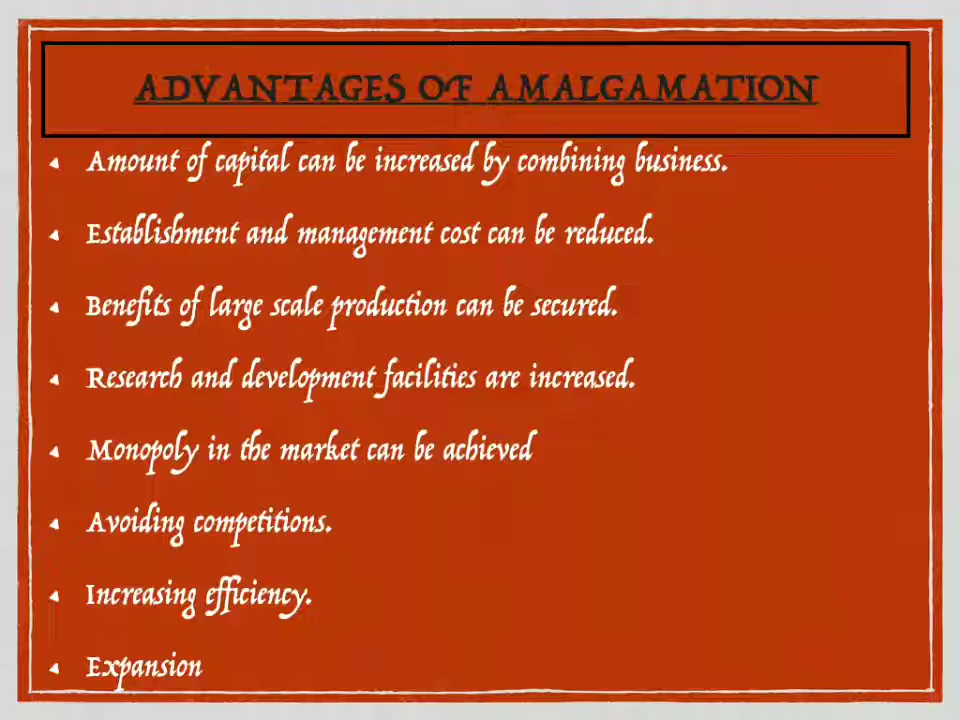 ADVANTAGES OF AMALGAMATION
Amount of capital can be increased by combining business.
Establishment and management cost can be reduced.
Benefits of large scale production can be secured.
Research and development facilities are increased.
Monopoly in the market can be achieved
Avoiding competitions.
Increasing efficiency.
Expansion